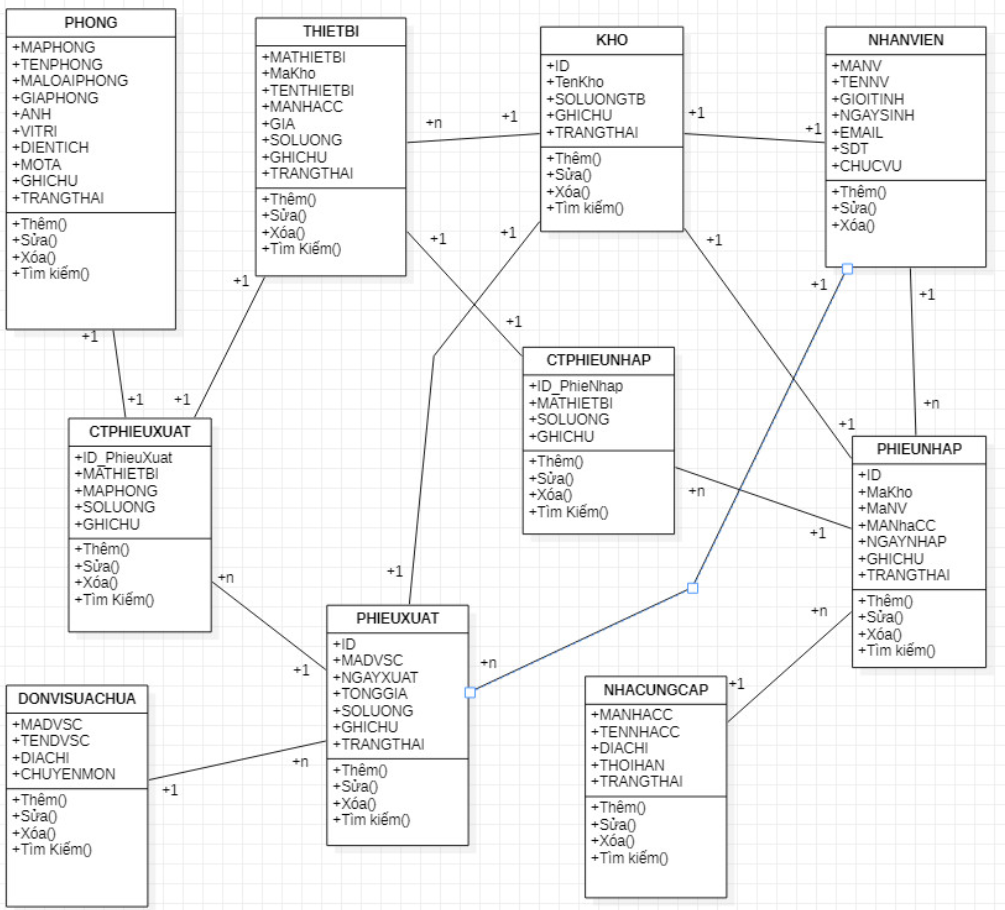 PHONG
+MAPHONG
+TENPHONG
+MALOAIPHONG
+GIAPHONG
+ANH
+VITRI
+DIENTICH
+MOTA
+GHICHU
+TRANGTHAI
+Thêm()
+Sửa()
+Xóa()
+Tìm kiếm()
+1
THIETBI
+MATHIETBI
+MaKho
+TENTHIETBI
+MANHACC
+GIA
+SOLUONG
+GHICHU
+TRANGTHAI
+Thêm()
+Sửa()
+Xóa()
+Tìm Kiếm()
+n
+1
+1
+1
KHO
+ID
+TenKho
+SOLUONGTB
+GHICHU
+TRANGTHAI
+Thêm()
+Sửa()
+Xóa()
+Tìm kiếm()
+1
+1
+1
+1
NHANVIEN
+MANV
+TENNV
+GIOITINH
+NGAYSINH
+EMAIL
+SDT
+CHUCVU
+Thêm()
+Sửa()
+Xóa()
+1
+1
+1
CTPHIEUNHAP
+ID_PhieNhap
+MATHIETBI
+SOLUONG
+GHICHU
+Thêm()
+Sửa()
+Xóa()
+Tìm Kiếm()
+n
+1
+1
CTPHIEUXUAT
+ID_PhieuXuat
+MATHIETBI
+MAPHONG
+SOLUONG
+GHICHU
+Thêm()
+Sửa()
+Xóa()
+Tìm Kiếm()
+n
+1
+n
+1
PHIEUNHAP
+ID
+MaKho
+MaNV
+MANhaCC
+NGAYNHAP
+GHICHU
+TRANGTHAI
+Thêm()
+Sửa()
+Xóa()
+Tìm kiếm()
+1
+n
+1
PHIEUXUAT
+ID
+MADVSC
+NGAYXUAT
+TONGGIA
+SOLUONG
+GHICHU
+TRANGTHAI
+Thêm()
+Sửa()
+Xóa()
+Tìm kiếm()
+n
+n
DONVISUACHUA
+MADVSC
+TENDVSC
+DIACHI
+CHUYENMON
+Thêm()
+Sửa()
+Xóa()
+Tìm Kiếm()
+1
NHACUNGCAP
+MANHACC
+TENNHACC
+DIACHI
+THOIHAN
+TRANGTHAI
+Thêm()
+Sửa()
+Xóa()
+Tìm kiếm()
+1